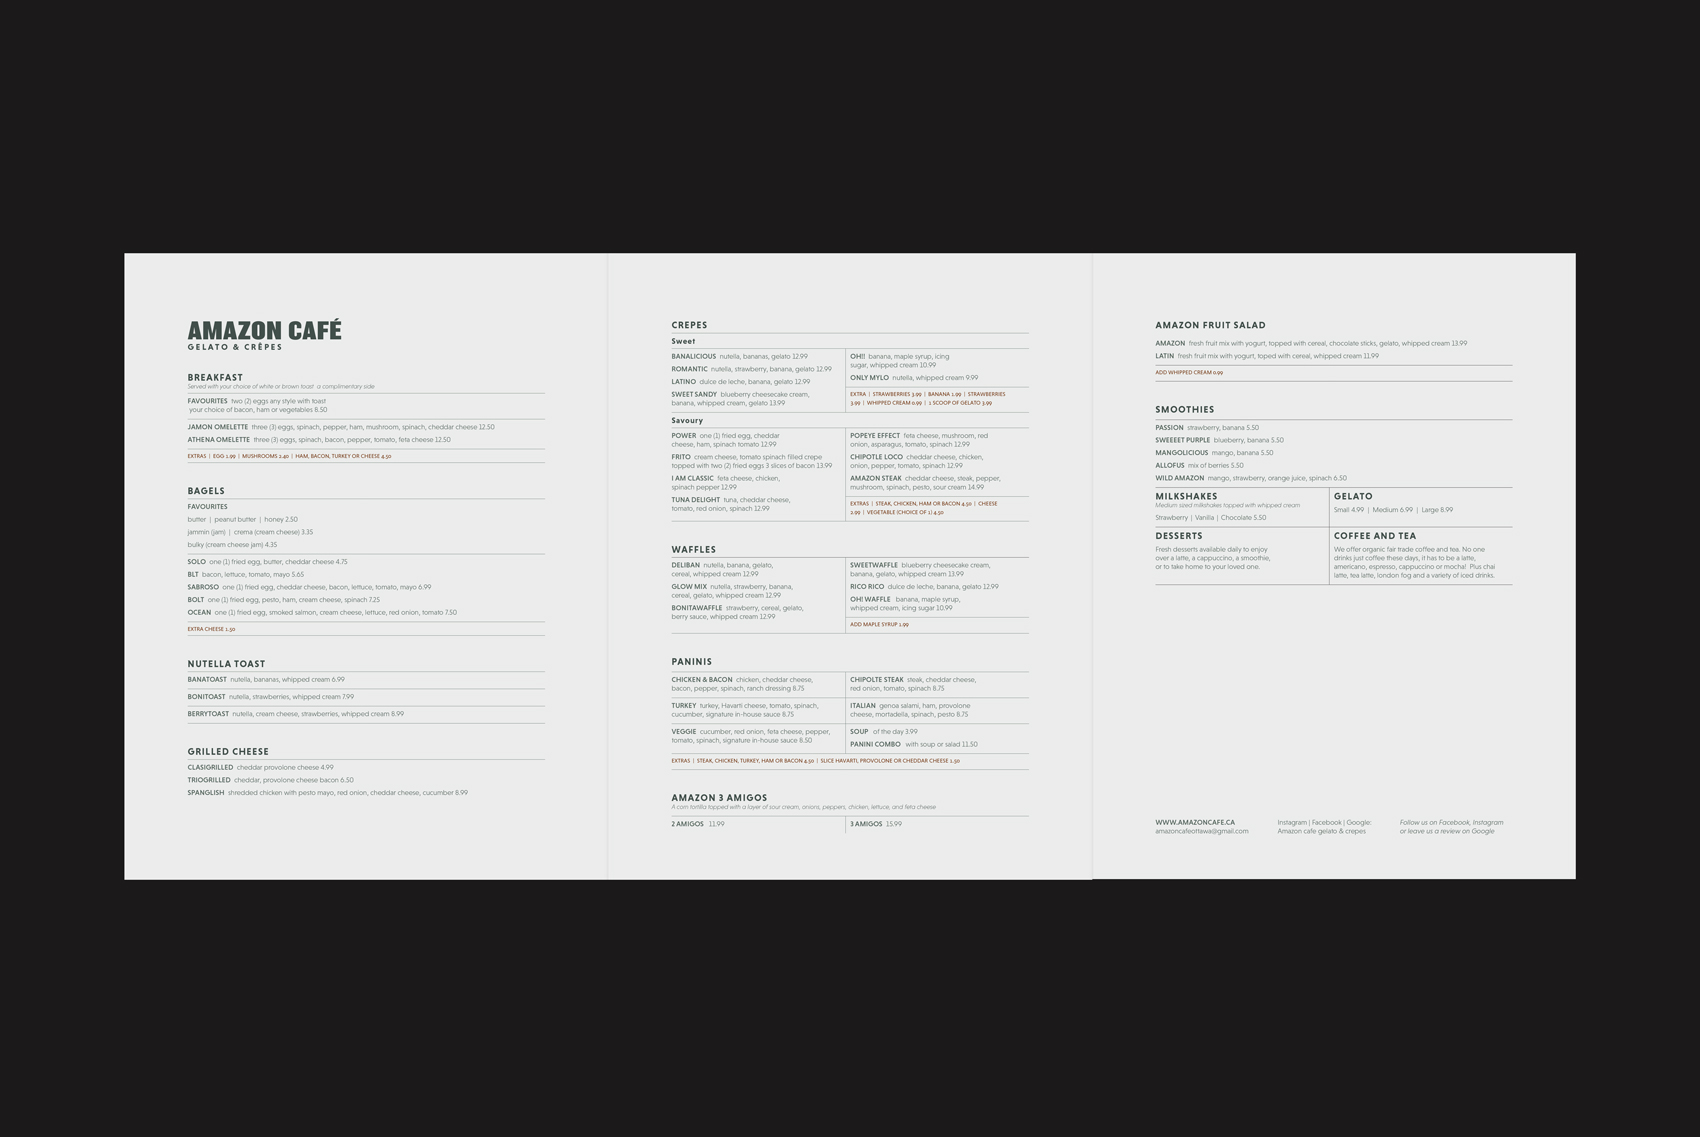 AMAZON CAFÉ
GELATO & CRÊPES
BREAKFAST
Served with your choice of white or brown toast a complimentary side
FAVOURITES two (2) eggs any style with toast
your choice of bacon, ham or vegetables 8.50
JAMON OMELETTE three (3) eggs, spinach, pepper, ham, mushroom, spinach, cheddar cheese 12.50
ATHENA OMELETTE three (3) eggs, spinach, bacon, pepper, tomato, feta cheese 12.50
EXTRAS | EGG 1.99 | MUSHROOMS 2.40 | HAM, BACON, TURKEY OR CHEESE 4.50
BAGELS
FAVOURITES
butter | peanut butter | honey 2.50
jammin (jam) | crema (cream cheese) 3.35
bulky (cream cheese jam) 4.35
SOLO one (1) fried egg, butter, cheddar cheese 4.75
BLT bacon, lettuce, tomato, mayo 5.65
SABROSO one (1) fried egg, cheddar cheese, bacon, lettuce, tomato, mayo 6.99
BOLT one (1) fried egg, pesto, ham, cream cheese, spinach 7.25
OCEAN one (1) fried egg, smoked salmon, cream cheese, lettuce, red onion, tomato 7.50
EXTRA CHEESE 1.50
NUTELLA TOAST
BANATOAST nutella, bananas, whipped cream 6.99
BONITOAST nutella, strawberries, whipped cream 7.99
BERRYTOAST nutella, cream cheese, strawberries, whipped cream 8.99
GRILLED CHEESE
CLASIGRILLED cheddar provolone cheese 4.99
TRIOGRILLED cheddar, provolone cheese bacon 6.50
SPANGLISH shredded chicken with pesto mayo, red onion, cheddar cheese, cucumber 8.99
CREPES
Sweet
BANALICIOUS nutella, bananas, gelato 12.99
ROMANTIC nutella, strawberry, banana, gelato 12.99
LATINO dulce de leche, banana, gelato 12.99
SWEET SANDY blueberry cheesecake cream,
banana, whipped cream, gelato 13.99
OH!! banana, maple syrup, icing
sugar, whipped cream 10.99
ONLY MYLO nutella, whipped cream 9.99
EXTRA | STRAWBERRIES 3.99 | BANANA 1.99 | STRAWBERRIES
3.99 | WHIPPED CREAM 0.99 | 1 SCOOP OF GELATO 3.99
Savoury
POWER one (1) fried egg, cheddar
cheese, ham, spinach tomato 12.99
FRITO cream cheese, tomato spinach filled crepe
topped with two (2) fried eggs 3 slices of bacon 13.99
I AM CLASSIC feta cheese, chicken,
spinach pepper 12.99
TUNA DELIGHT tuna, cheddar cheese,
tomato, red onion, spinach 12.99
POPEYE EFFECT feta cheese, mushroom, red
onion, asparagus, tomato, spinach 12.99
CHIPOTLE LOCO cheddar cheese, chicken,
onion, pepper, tomato, spinach 12.99
AMAZON STEAK cheddar cheese, steak, pepper,
mushroom, spinach, pesto, sour cream 14.99
EXTRAS | STEAK, CHICKEN, HAM OR BACON 4.50 | CHEESE
2.99 | VEGETABLE (CHOICE OF 1) 4.50
WAFFLES
DELIBAN nutella, banana, gelato,
cereal, whipped cream 12.99
GLOW MIX nutella, strawberry, banana,
cereal, gelato, whipped cream 12.99
BONITAWAFFLE strawberry, cereal, gelato,
berry sauce, whipped cream 12.99
SWEETWAFFLE blueberry cheesecake cream,
banana, gelato, whipped cream 13.99
RICO RICO dulce de leche, banana, gelato 12.99
OH! WAFFLE banana, maple syrup,
whipped cream, icing sugar 10.99
ADD MAPLE SYRUP 1.99
PANINIS
CHICKEN & BACON chicken, cheddar cheese,
bacon, pepper, spinach, ranch dressing 8.75
CHIPOLTE STEAK steak, cheddar cheese,
red onion, tomato, spinach 8.75
TURKEY turkey, Havarti cheese, tomato, spinach,
cucumber, signature in-house sauce 8.75
ITALIAN genoa salami, ham, provolone
cheese, mortadella, spinach, pesto 8.75
VEGGIE cucumber, red onion, feta cheese, pepper,
tomato, spinach, signature in-house sauce 8.50
SOUP of the day 3.99
PANINI COMBO with soup or salad 11.50
EXTRAS | STEAK, CHICKEN, TURKEY, HAM OR BACON 4.50 | SLICE HAVARTI, PROVOLONE OR CHEDDAR CHEESE 1.50
AMAZON 3 AMIGOS
A corn tortilla topped with a layer of sour cream, onions, peppers, chicken, lettuce, and feta cheese
2 AMIGOS 11.99
3 AMIGOS 15.99
AMAZON FRUIT SALAD
AMAZON fresh fruit mix with yogurt, topped with cereal, chocolate sticks, gelato, whipped cream 13.99
LATIN fresh fruit mix with yogurt, toped with cereal, whipped cream 11.99
ADD WHIPPED CREAM 0.99
SMOOTHIES
PASSION strawberry, banana 5.50
SWEEEET PURPLE blueberry, banana 5.50
MANGOLICIOUS mango, banana 5.50
ALLOFUS mix of berries 5.50
WILD AMAZON mango, strawberry, orange juice, spinach 6.50
MILKSHAKES
Medium sized milkshakes topped with whipped cream
Strawberry | Vanilla | Chocolate 5.50
GELATO
Small 4.99 | Medium 6.99 | Large 8.99
DESSERTS
Fresh desserts available daily to enjoy
over a latte, a cappuccino, a smoothie,
or to take home to your loved one.
COFFEE AND TEA
We offer organic fair trade coffee and tea. No one
drinks just coffee these days, it has to be a latte,
americano, espresso, cappuccino or mocha! Plus chai
latte, tea latte, london fog and a variety of iced drinks.
WWW.AMAZONCAFE.CA
amazoncafeottawa@gmail.com
Instagram | Facebook | Google:
Amazon cafe gelato & crepes
Follow us on Facebook, Instagram
or leave us a review on Google